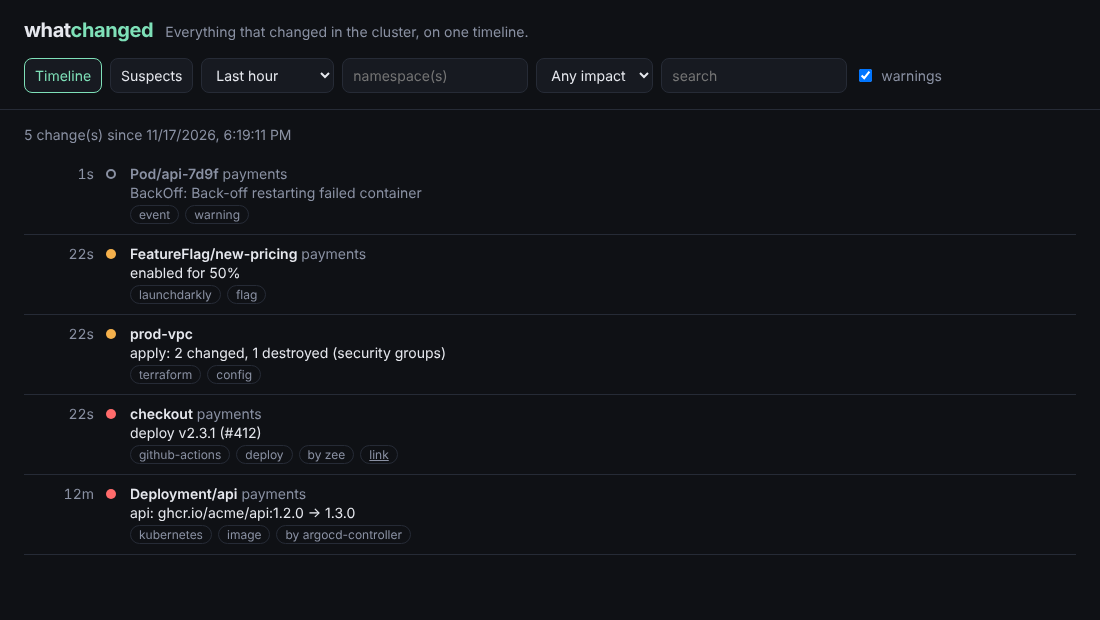 whatchanged Everything that changed in the cluster, on one timeline.
Timeline Suspects Last hour namespace(s) Any impact search warnings
5 change(s) since 11/17/2026, 6:19:11 PM
1s Pod/api-7d9f payments
BackOff: Back-off restarting failed container
event warning
22s FeatureFlag/new-pricing payments
enabled for 50%
launchdarkly flag
22s prod-vpc
apply: 2 changed, 1 destroyed (security groups)
terraform config
22s checkout payments
deploy v2.3.1 (#412)
github-actions deploy by zee link
12m Deployment/api payments
api: ghcr.io/acme/api:1.2.0 → 1.3.0
kubernetes image by argocd-controller